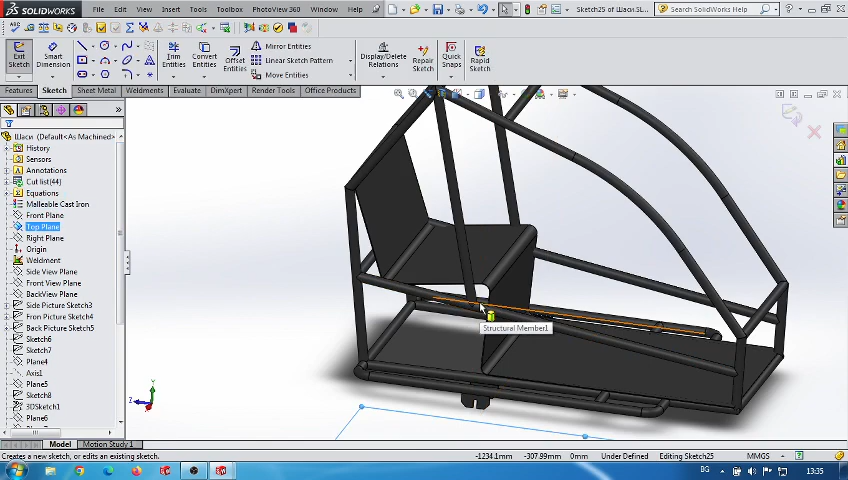 SOLIDWORKS
File Edit View Insert Tools Toolbox PhotoView 360 Window Help
Sketch25 of Шаси.SL...
Search SolidWorks Help
Exit Sketch
Smart Dimension
Trim Entities
Convert Entities
Offset Entities
Mirror Entities
Linear Sketch Pattern
Move Entities
Display/Delete Relations
Repair Sketch
Quick Snaps
Rapid Sketch
Features Sketch Sheet Metal Weldments Evaluate DimXpert Render Tools Office Products
Шаси (Default<As Machined>
History
Sensors
Annotations
Cut list(44)
Equations
Malleable Cast Iron
Front Plane
Top Plane
Right Plane
Origin
Weldment
Side View Plane
Front View Plane
BackView Plane
Side Picture Sketch3
Front Picture Sketch4
Back Picture Sketch5
Sketch6
Sketch7
Plane4
Axis1
Plane5
Sketch8
3DSketch1
Plane6
Structural Member1
Y
Z
X
Model Motion Study 1
Creates a new sketch, or edits an existing sketch.
-1234.1mm -307.99mm 0mm Under Defined Editing Sketch25 MMGS
BG
13:35